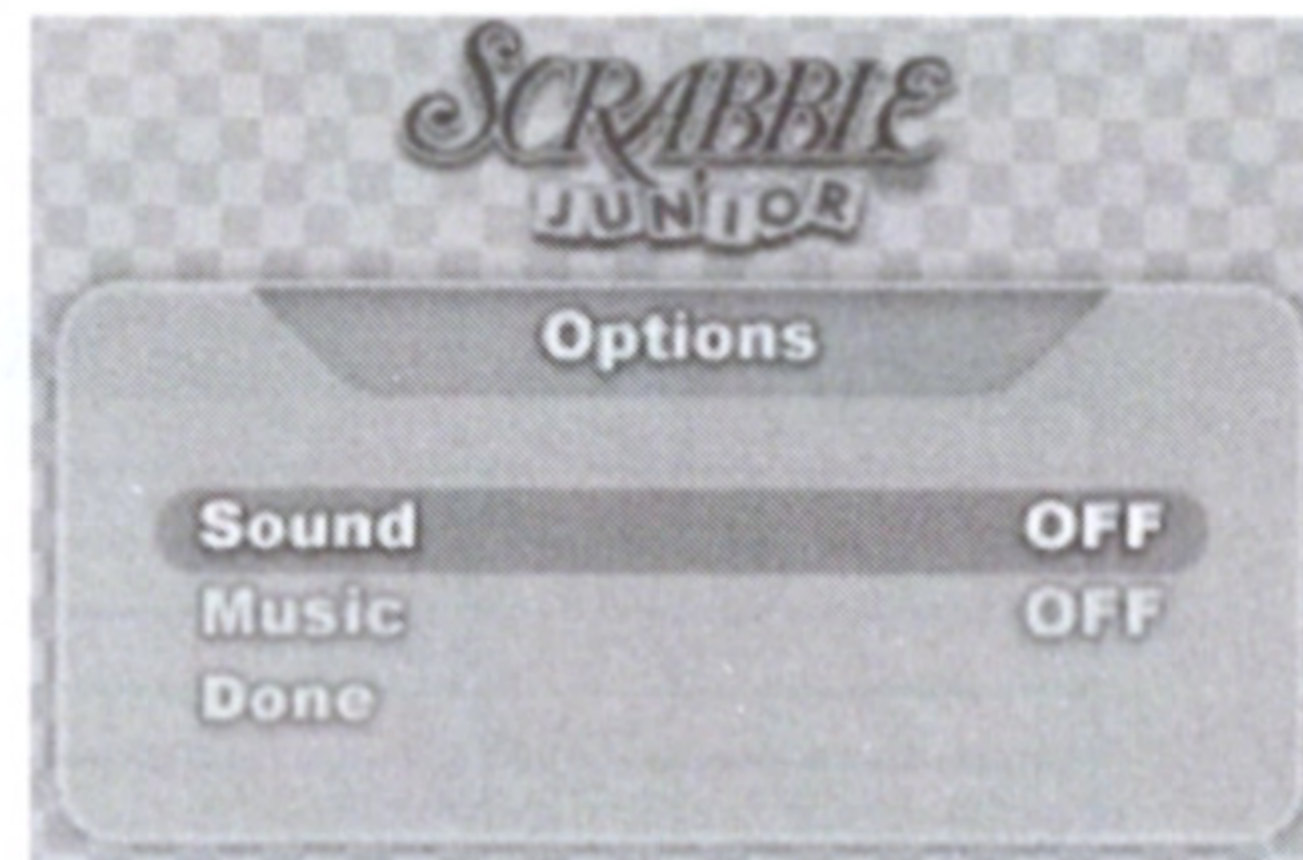 SCRABBLE
JUNIOR
Options
Sound OFF
Music OFF
Done